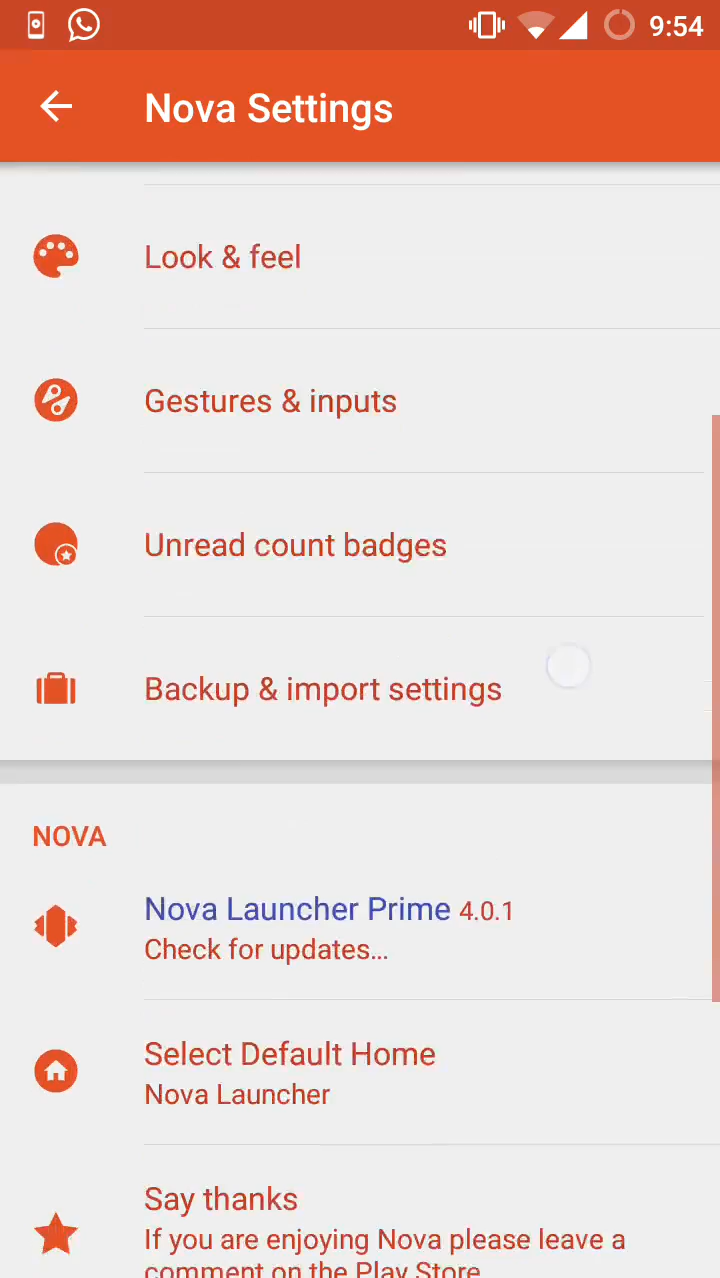 9:54
Nova Settings
Look & feel
Gestures & inputs
Unread count badges
Backup & import settings
NOVA
Nova Launcher Prime 4.0.1
Check for updates...
Select Default Home
Nova Launcher
Say thanks
If you are enjoying Nova please leave a
comment on the Play Store